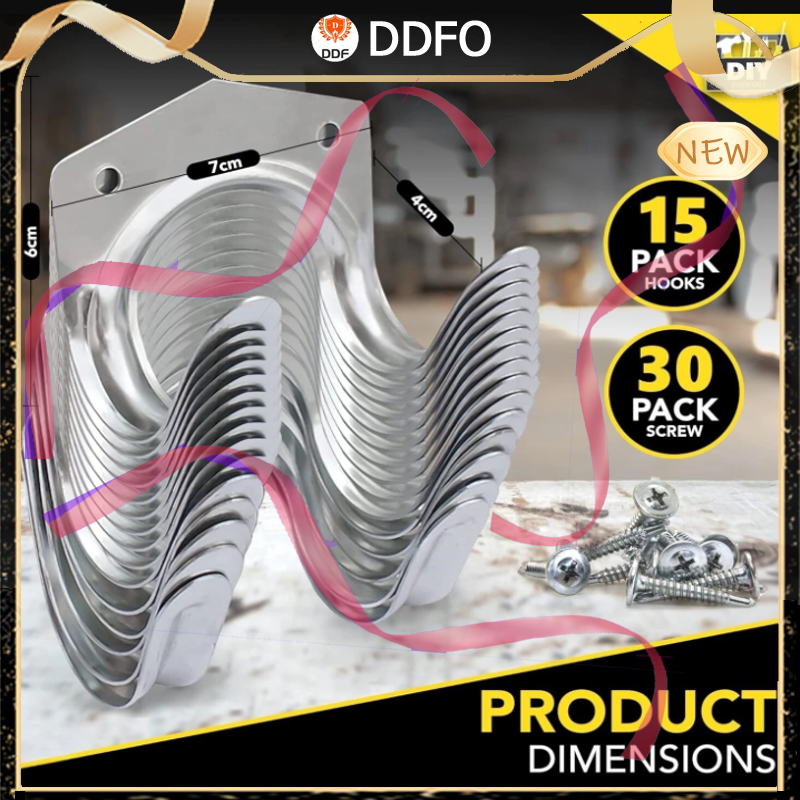 DDF
DDFO
DIY
NEW
7cm
4cm
6cm
15
PACK
HOOKS
30
PACK
SCREW
PRODUCT
DIMENSIONS